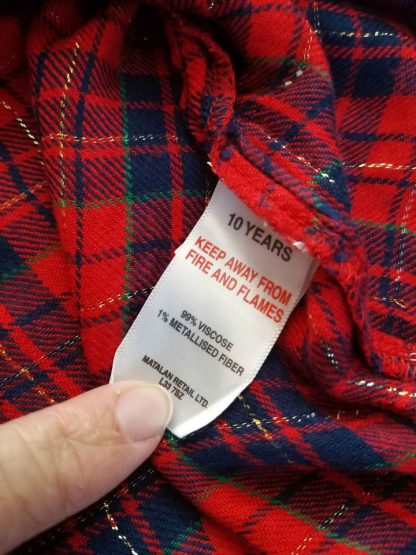 10 YEARS
KEEP AWAY FROM
FIRE AND FLAMES
99% VISCOSE
1% METALLISED FIBER
MATALAN RETAIL LTD.
L33 7SZ